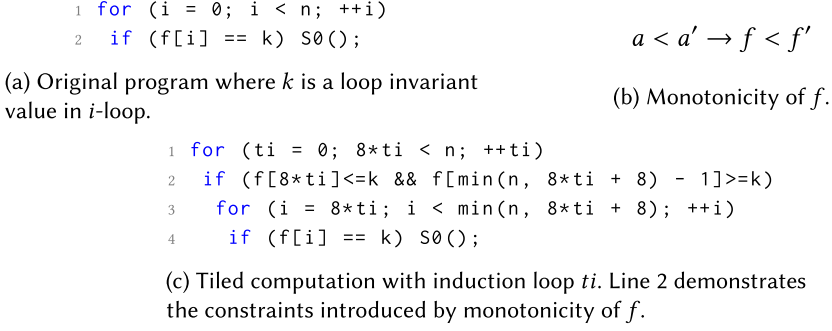 1 for (i = 0; i < n; ++i)
2 if (f[i] == k) S0();
(a) Original program where k is a loop invariant
value in i-loop.
a < a′ → f < f′
(b) Monotonicity of f.
1 for (ti = 0; 8*ti < n; ++ti)
2 if (f[8*ti]<=k && f[min(n, 8*ti + 8) - 1]>=k)
3 for (i = 8*ti; i < min(n, 8*ti + 8); ++i)
4 if (f[i] == k) S0();
(c) Tiled computation with induction loop ti. Line 2 demonstrates
the constraints introduced by monotonicity of f.